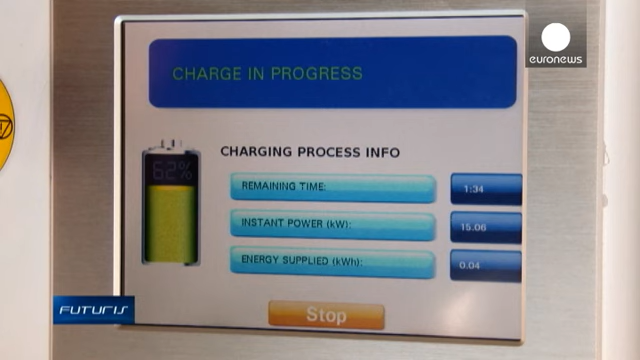 euronews
CHARGE IN PROGRESS
62%
CHARGING PROCESS INFO
REMAINING TIME: 1:34
INSTANT POWER (kW): 15.06
ENERGY SUPPLIED (kWh): 0.04
Stop
FUTURIS